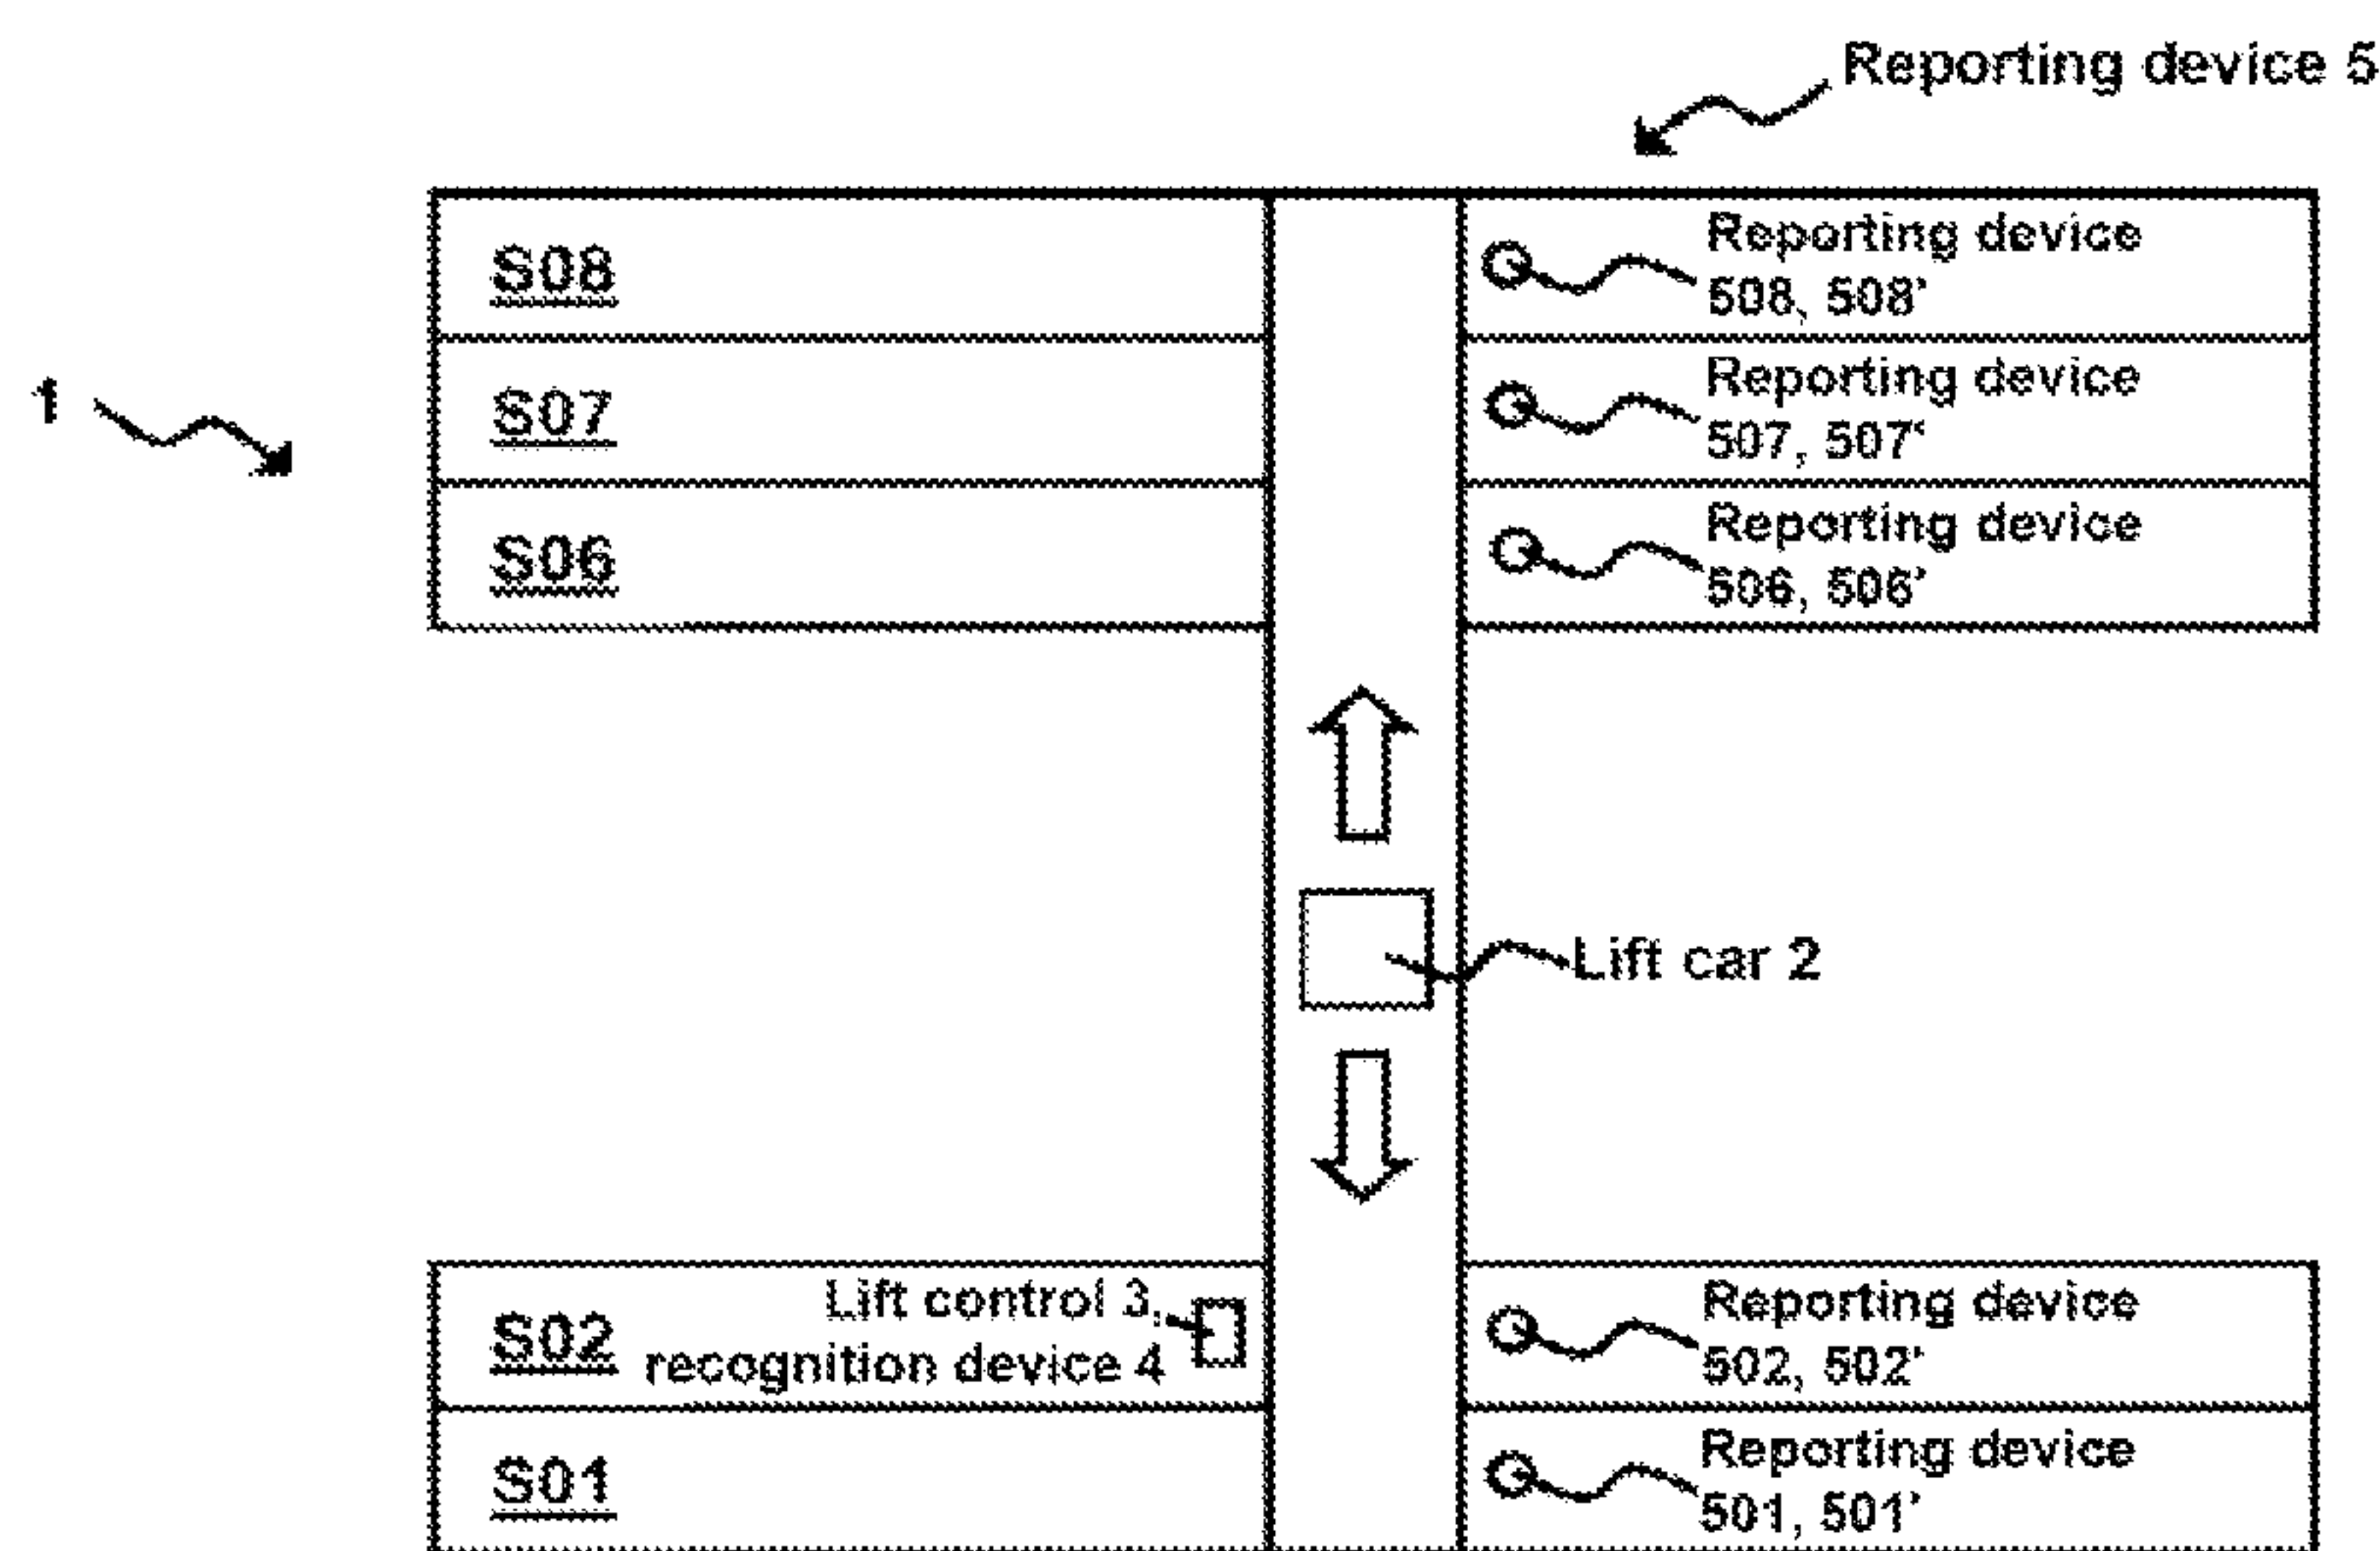 Reporting device 5
S08
Reporting device
508, 508'
1
S07
Reporting device
507, 507'
S06
Reporting device
506, 506'
Lift car 2
S02
Lift control 3,
recognition device 4
Reporting device
502, 502'
S01
Reporting device
501, 501'